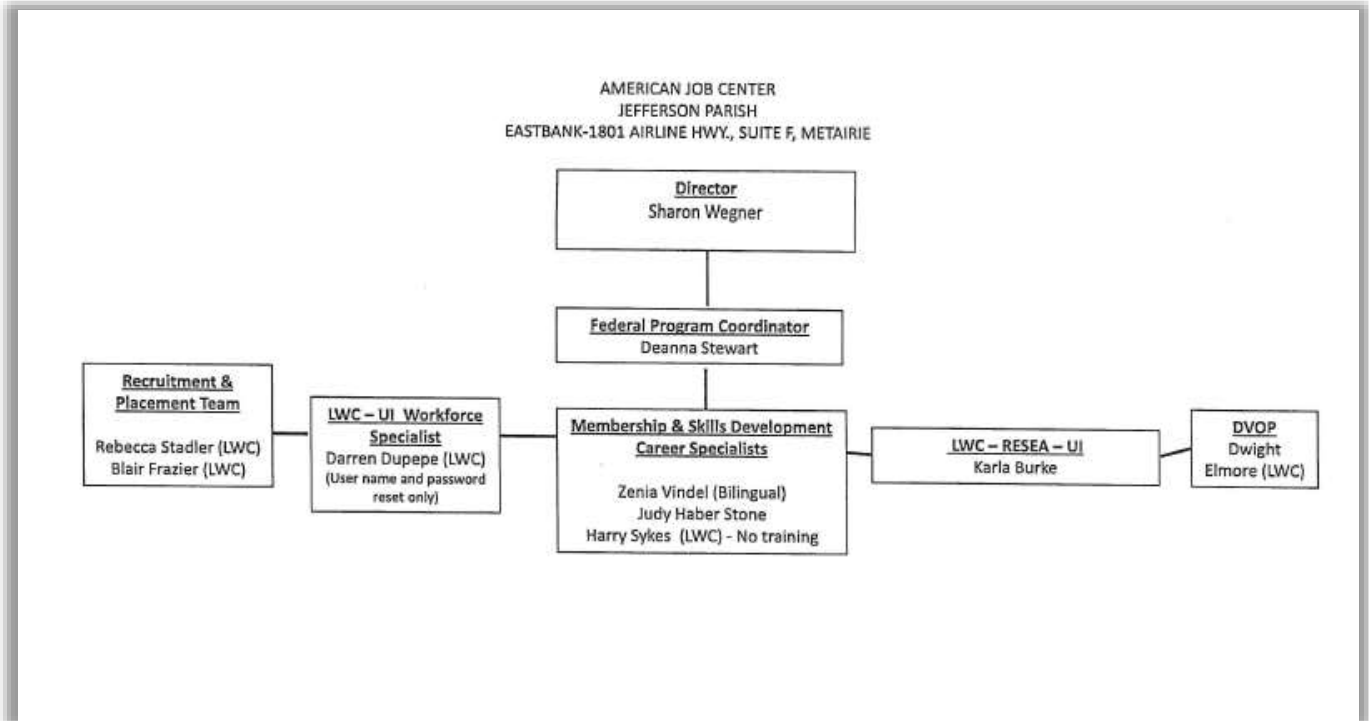 AMERICAN JOB CENTER
JEFFERSON PARISH
EASTBANK-1801 AIRLINE HWY., SUITE F, METAIRIE
Director
Sharon Wegner
Federal Program Coordinator
Deanna Stewart
Recruitment &
Placement Team
Rebecca Stadler (LWC)
Blair Frazier (LWC)
LWC – UI Workforce
Specialist
Darren Dupepe (LWC)
(User name and password
reset only)
Membership & Skills Development
Career Specialists
Zenia Vindel (Bilingual)
Judy Haber Stone
Harry Sykes (LWC) - No training
LWC – RESEA – UI
Karla Burke
DVOP
Dwight
Elmore (LWC)